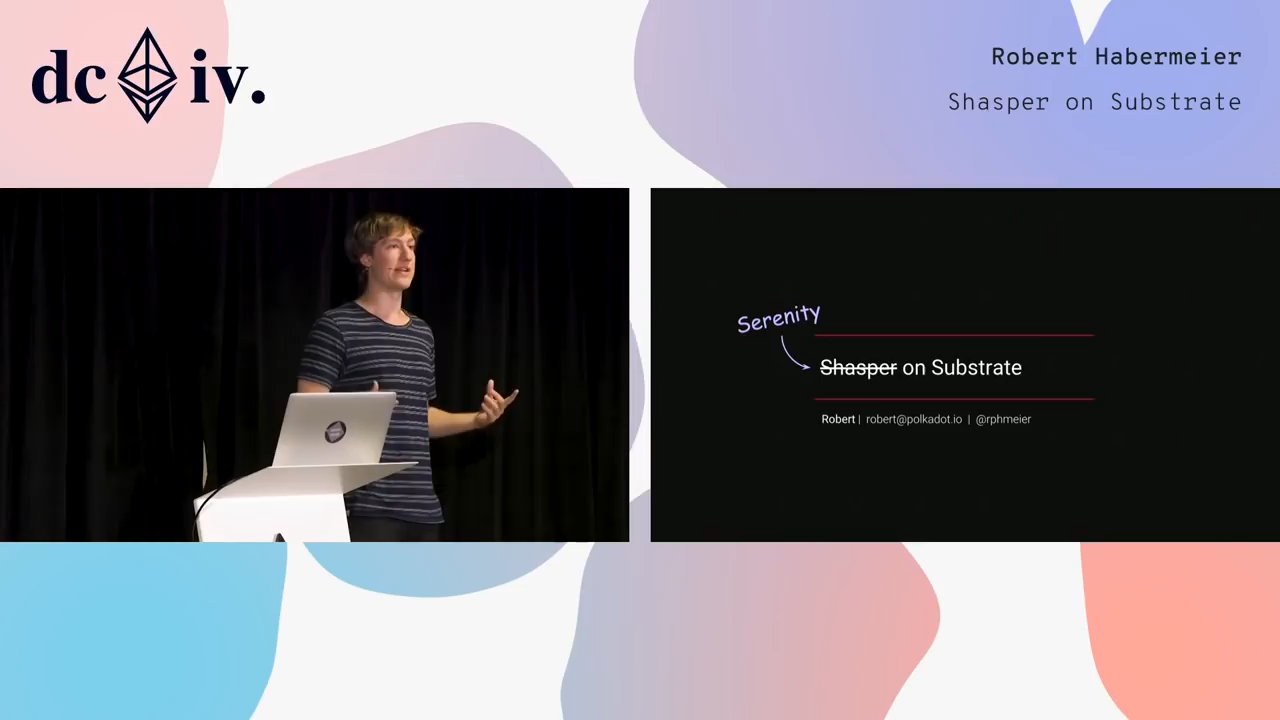 dc iv.
Robert Habermeier
Shasper on Substrate
Serenity
Shasper on Substrate
Robert | robert@polkadot.io | @rphmeier